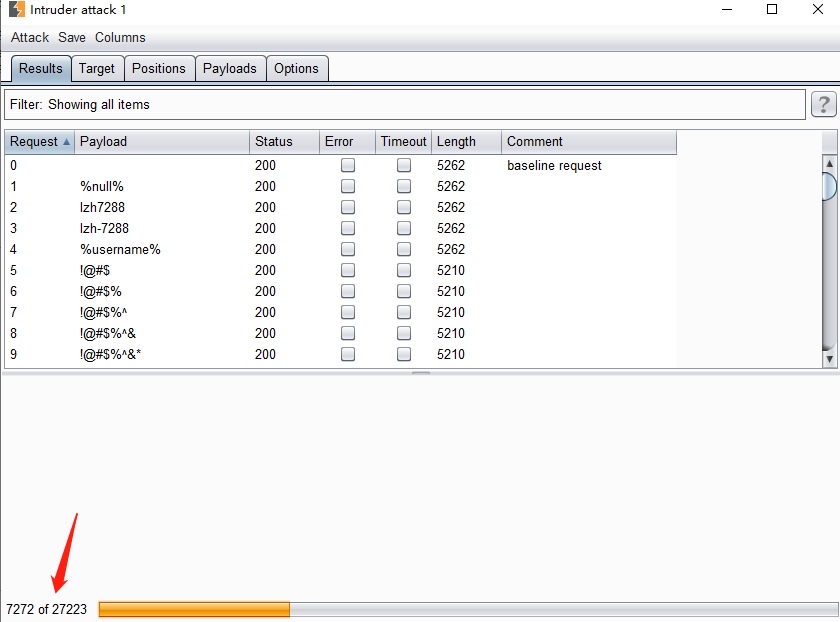 Intruder attack 1
Attack Save Columns
Results Target Positions Payloads Options
Filter: Showing all items ?
Request Payload Status Error Timeout Length Comment
0 200 5262 baseline request
1 %null% 200 5262
2 lzh7288 200 5262
3 lzh-7288 200 5262
4 %username% 200 5262
5 !@#$ 200 5210
6 !@#$% 200 5210
7 !@#$%^ 200 5210
8 !@#$%^& 200 5210
9 !@#$%^&* 200 5210
7272 of 27223